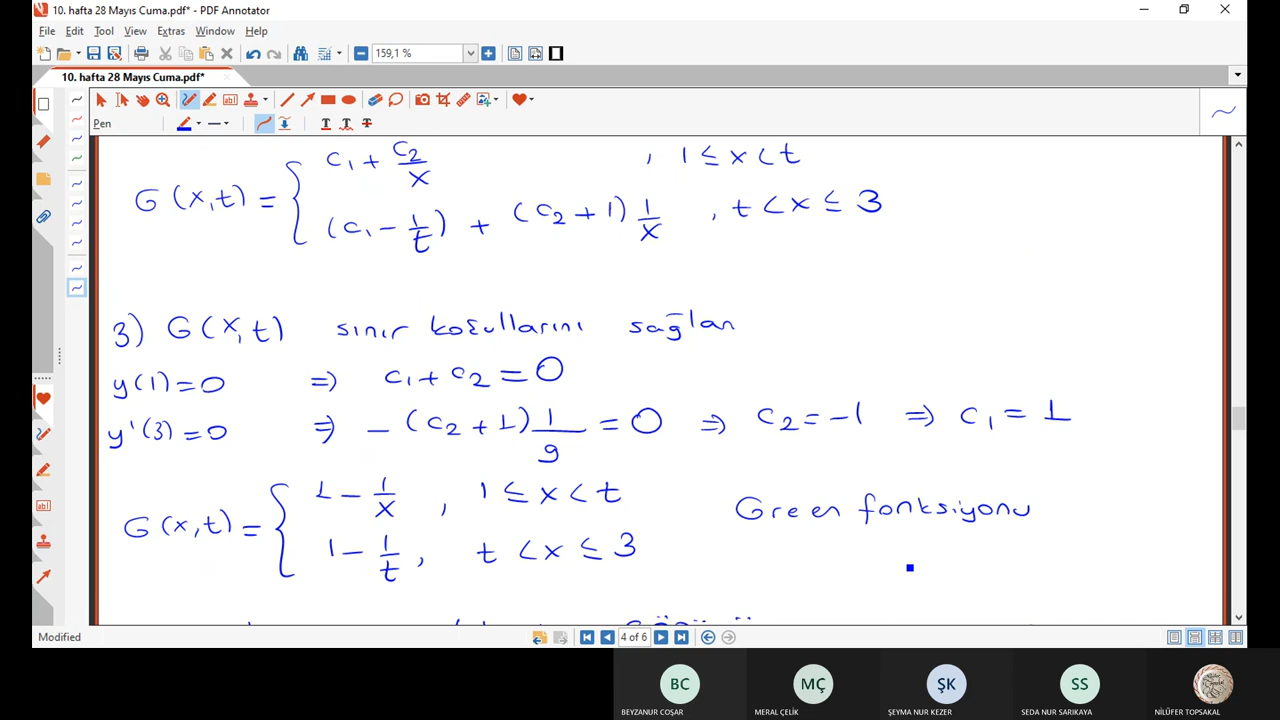 10. hafta 28 Mayıs Cuma.pdf* - PDF Annotator
File Edit Tool View Extras Window Help
159,1 %
10. hafta 28 Mayıs Cuma.pdf*
Pen
G(x,t) = { c₁ + c₂/x , 1 ≤ x < t
(c₁ - 1/t) + (c₂ + 1) 1/x , t < x ≤ 3
3) G(x,t) sınır koşullarını sağlar
y(1) = 0 ⇒ c₁ + c₂ = 0
y'(3) = 0 ⇒ -(c₂ + 1) 1/9 = 0 ⇒ c₂ = -1 ⇒ c₁ = 1
G(x,t) = { 1 - 1/x , 1 ≤ x < t
1 - 1/t , t < x ≤ 3
Green fonksiyonu
Modified
4 of 6
BC MÇ ŞK SS
BEYZANUR COŞAR MERAL ÇELİK ŞEYMA NUR KEZER SEDA NUR SARIKAYA NİLÜFER TOPSAKAL